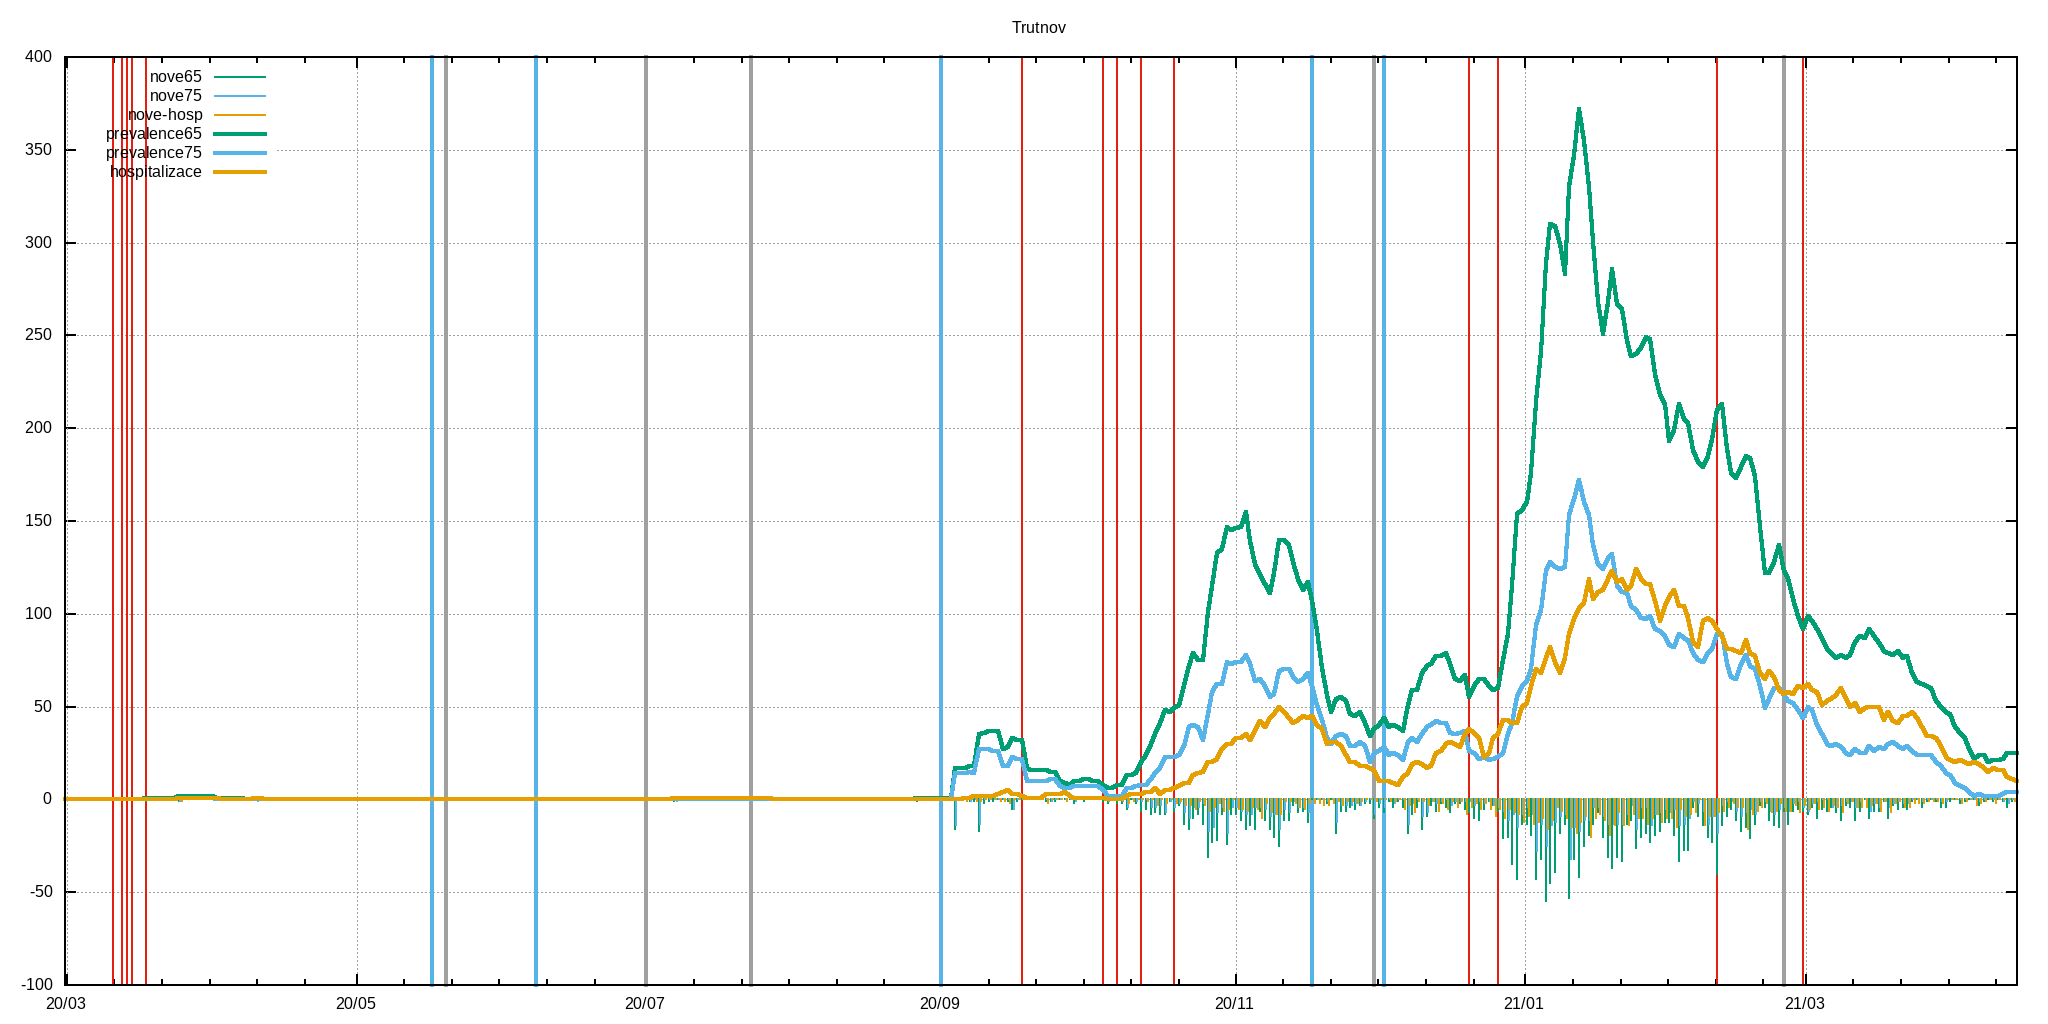 Trutnov
400
350
300
250
200
150
100
50
0
-50
-100
nove65
nove75
nove-hosp
prevalence65
prevalence75
hospitalizace
20/03 20/05 20/07 20/09 20/11 21/01 21/03